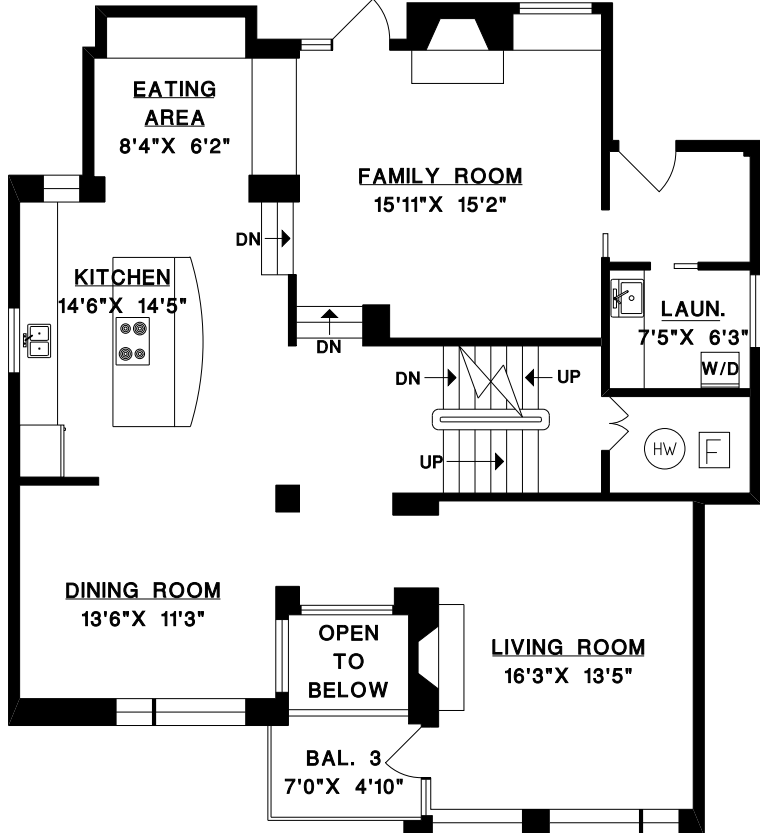 EATING
AREA
8'4"X 6'2"
FAMILY ROOM
15'11"X 15'2"
DN
KITCHEN
14'6"X 14'5"
LAUN.
7'5"X 6'3"
DN
W/D
DN
UP
HW
F
UP
DINING ROOM
13'6"X 11'3"
OPEN
TO
BELOW
LIVING ROOM
16'3"X 13'5"
BAL. 3
7'0"X 4'10"